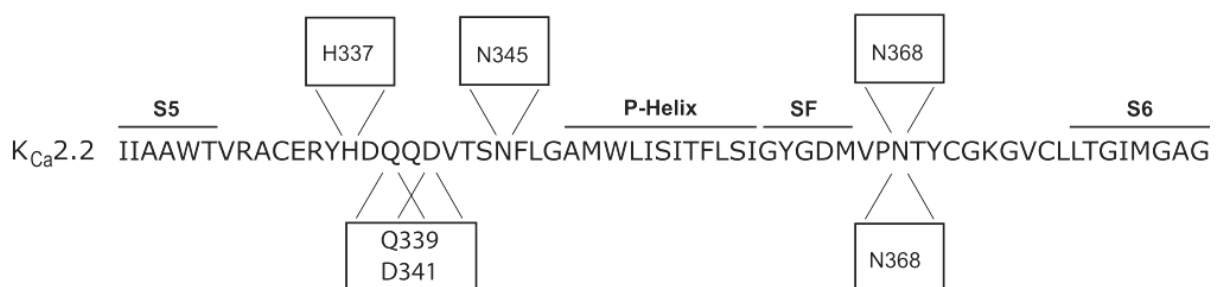 H337 N345 N368
S5 P-Helix SF S6
KCa2.2 IIAAWTVRACERYHDQQDVTSNFLGAMWLISITFLSIGYGDMVPNTYCGKGVCLLTGIMGAG
Q339 N368
D341